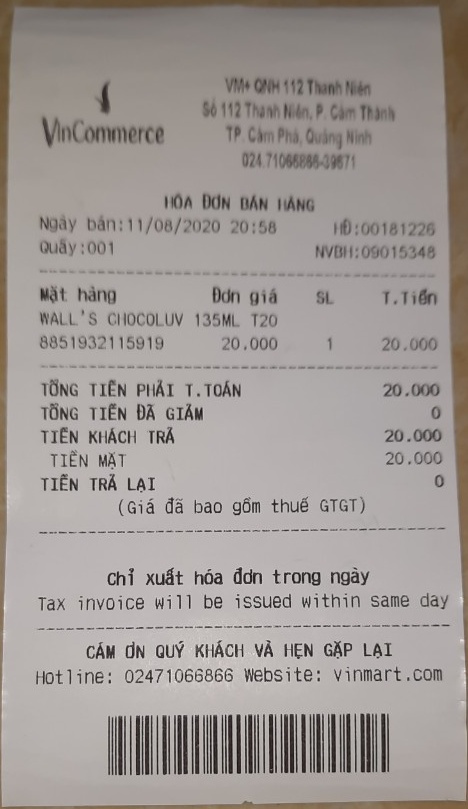 VinCommerce
VM+ QNH 112 Thanh Niên
Số 112 Thanh Niên, P. Cẩm Thành
TP. Cẩm Phả, Quảng Ninh
024.71066866-39671
HÓA ĐƠN BÁN HÀNG
Ngày bán:11/08/2020 20:58 HĐ:00181226
Quầy:001 NVBH:09015348
Mặt hàng Đơn giá SL T.Tiền
WALL'S CHOCOLUV 135ML T20
8851932115919 20.000 1 20.000
TỔNG TIỀN PHẢI T.TOÁN 20.000
TỔNG TIỀN ĐÃ GIẢM 0
TIỀN KHÁCH TRẢ 20.000
TIỀN MẶT 20.000
TIỀN TRẢ LẠI 0
(Giá đã bao gồm thuế GTGT)
Chỉ xuất hóa đơn trong ngày
Tax invoice will be issued within same day
CẢM ƠN QUÝ KHÁCH VÀ HẸN GẶP LẠI
Hotline: 02471066866 Website: vinmart.com